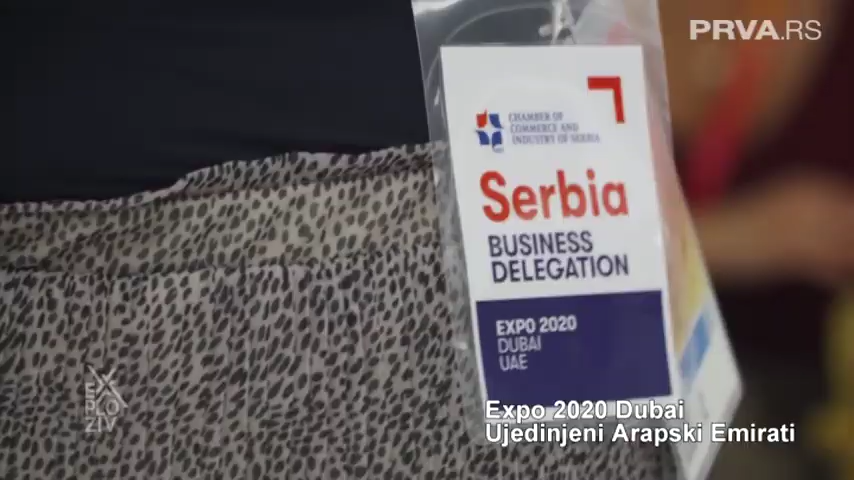 PRVA.RS
CHAMBER OF
COMMERCE AND
INDUSTRY OF SERBIA
Serbia
BUSINESS
DELEGATION
EXPO 2020
DUBAI
UAE
EXPLOZIV
Expo 2020 Dubai
Ujedinjeni Arapski Emirati